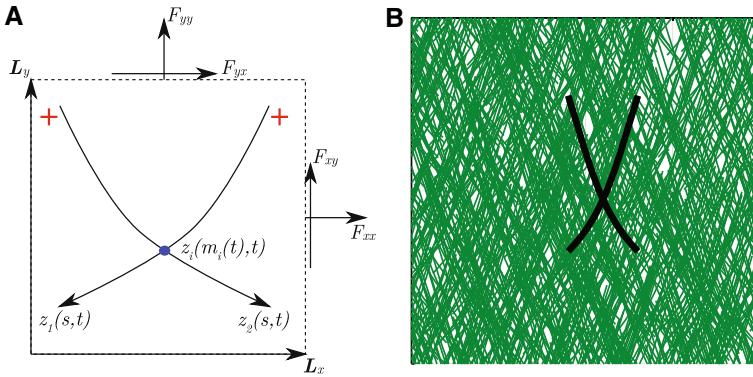 A
B
F_yy
L_y
F_yx
+
+
F_xy
z_i(m_i(t),t)
F_xx
z_1(s,t)
z_2(s,t)
L_x